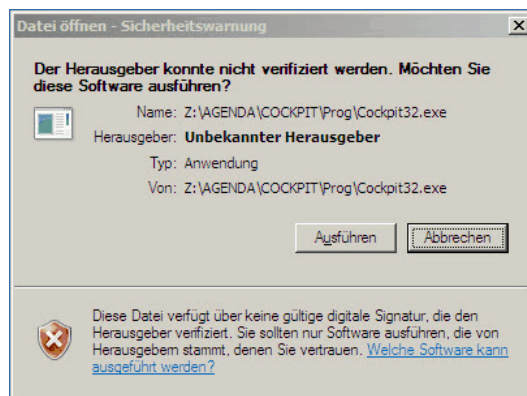 Datei öffnen - Sicherheitswarnung
Der Herausgeber konnte nicht verifiziert werden. Möchten Sie
diese Software ausführen?
Name: Z:\AGENDA\COCKPIT\Prog\Cockpit32.exe
Herausgeber: Unbekannter Herausgeber
Typ: Anwendung
Von: Z:\AGENDA\COCKPIT\Prog\Cockpit32.exe
Ausführen Abbrechen
Diese Datei verfügt über keine gültige digitale Signatur, die den
Herausgeber verifiziert. Sie sollten nur Software ausführen, die von
Herausgebern stammt, denen Sie vertrauen. Welche Software kann
ausgeführt werden?